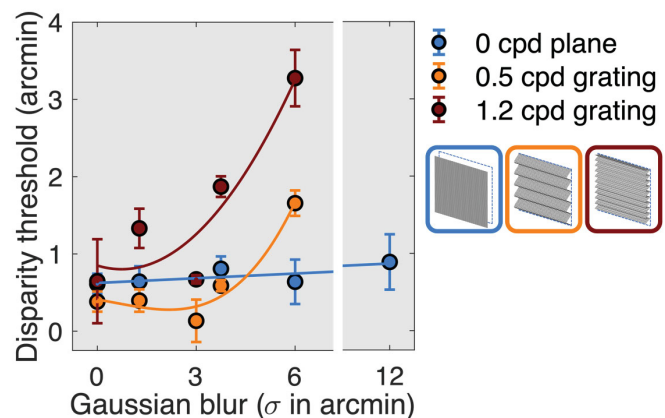 4
3
2
1
0
Disparity threshold (arcmin)
0 3 6 12
Gaussian blur (σ in arcmin)
0 cpd plane
0.5 cpd grating
1.2 cpd grating